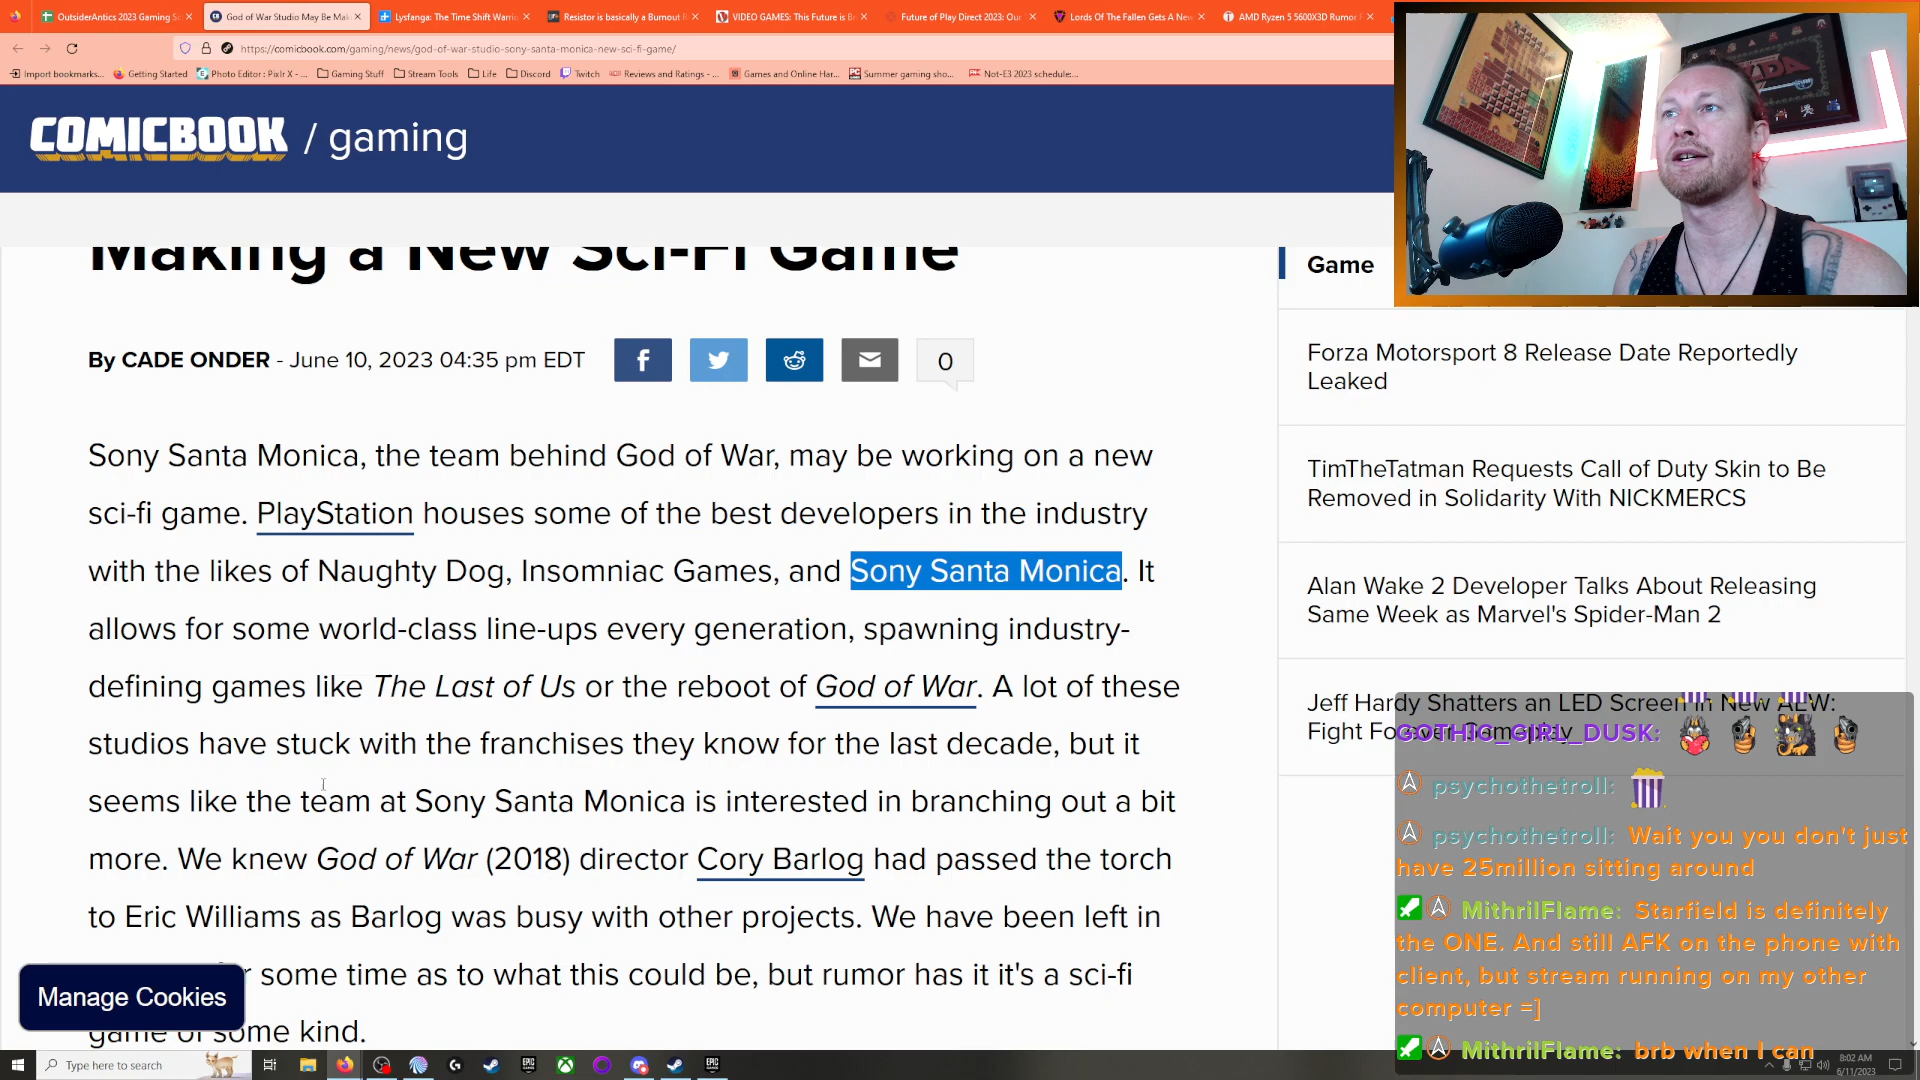 OutsiderAntics 2023 Gaming S
God of War Studio May Be Mak
Lysfanga: The Time Shift Warri
Resistor is basically a Burnout
VIDEO GAMES: This Future is B
Future of Play Direct 2023: Ou
Lords Of The Fallen Gets A New
AMD Ryzen 5 5600X3D Rumor
https://comicbook.com/gaming/news/god-of-war-studio-sony-santa-monica-new-sci-fi-game/
Import bookmarks...
Getting Started
Photo Editor : Pixlr X - ...
Gaming Stuff
Stream Tools
Life
Discord
Twitch
Reviews and Ratings - ...
Games and Online Har...
Summer gaming sho...
Not-E3 2023 schedule:...
COMICBOOK / gaming
Making a New Sci-Fi Game
By CADE ONDER - June 10, 2023 04:35 pm EDT
0
Sony Santa Monica, the team behind God of War, may be working on a new
sci-fi game. PlayStation houses some of the best developers in the industry
with the likes of Naughty Dog, Insomniac Games, and Sony Santa Monica. It
allows for some world-class line-ups every generation, spawning industry-
defining games like The Last of Us or the reboot of God of War. A lot of these
studios have stuck with the franchises they know for the last decade, but it
seems like the team at Sony Santa Monica is interested in branching out a bit
more. We knew God of War (2018) director Cory Barlog had passed the torch
to Eric Williams as Barlog was busy with other projects. We have been left in
some time as to what this could be, but rumor has it it's a sci-fi
game of some kind.
Manage Cookies
Game
Forza Motorsport 8 Release Date Reportedly
Leaked
TimTheTatman Requests Call of Duty Skin to Be
Removed in Solidarity With NICKMERCS
Alan Wake 2 Developer Talks About Releasing
Same Week as Marvel's Spider-Man 2
Jeff Hardy Shatters an LED Screen in New AEW:
Fight Forever Gameplay
GOTHIC_GIRL_DUSK:
psychothetroll:
psychothetroll: Wait you you don't just
have 25million sitting around
MithrilFlame: Starfield is definitely
the ONE. And still AFK on the phone with
client, but stream running on my other
computer =]
MithrilFlame: brb when I can
Type here to search
8:02 AM
6/11/2023